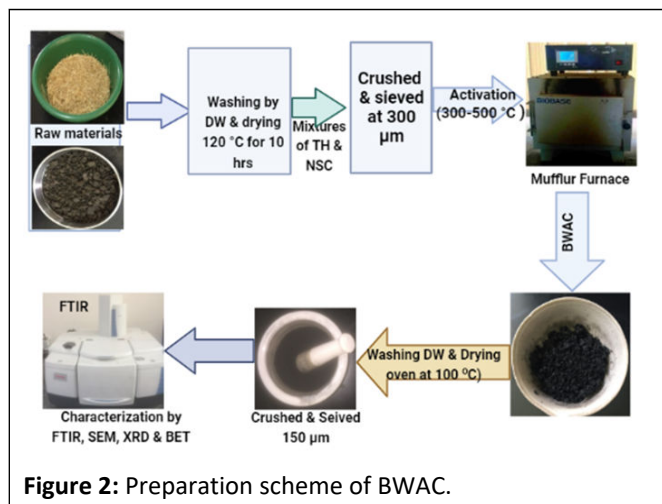 Raw materials
Washing by
DW & drying
120 °C for 10
hrs
Mixtures
of TH &
NSC
Crushed
& sieved
at 300
µm
Activation
(300-500 °C )
BIOBASE
Mufflur Furnace
BWAC
Washing DW & Drying
oven at 100 °C)
Crushed & Seived
150 µm
FTIR
Characterization by
FTIR, SEM, XRD & BET
Figure 2: Preparation scheme of BWAC.